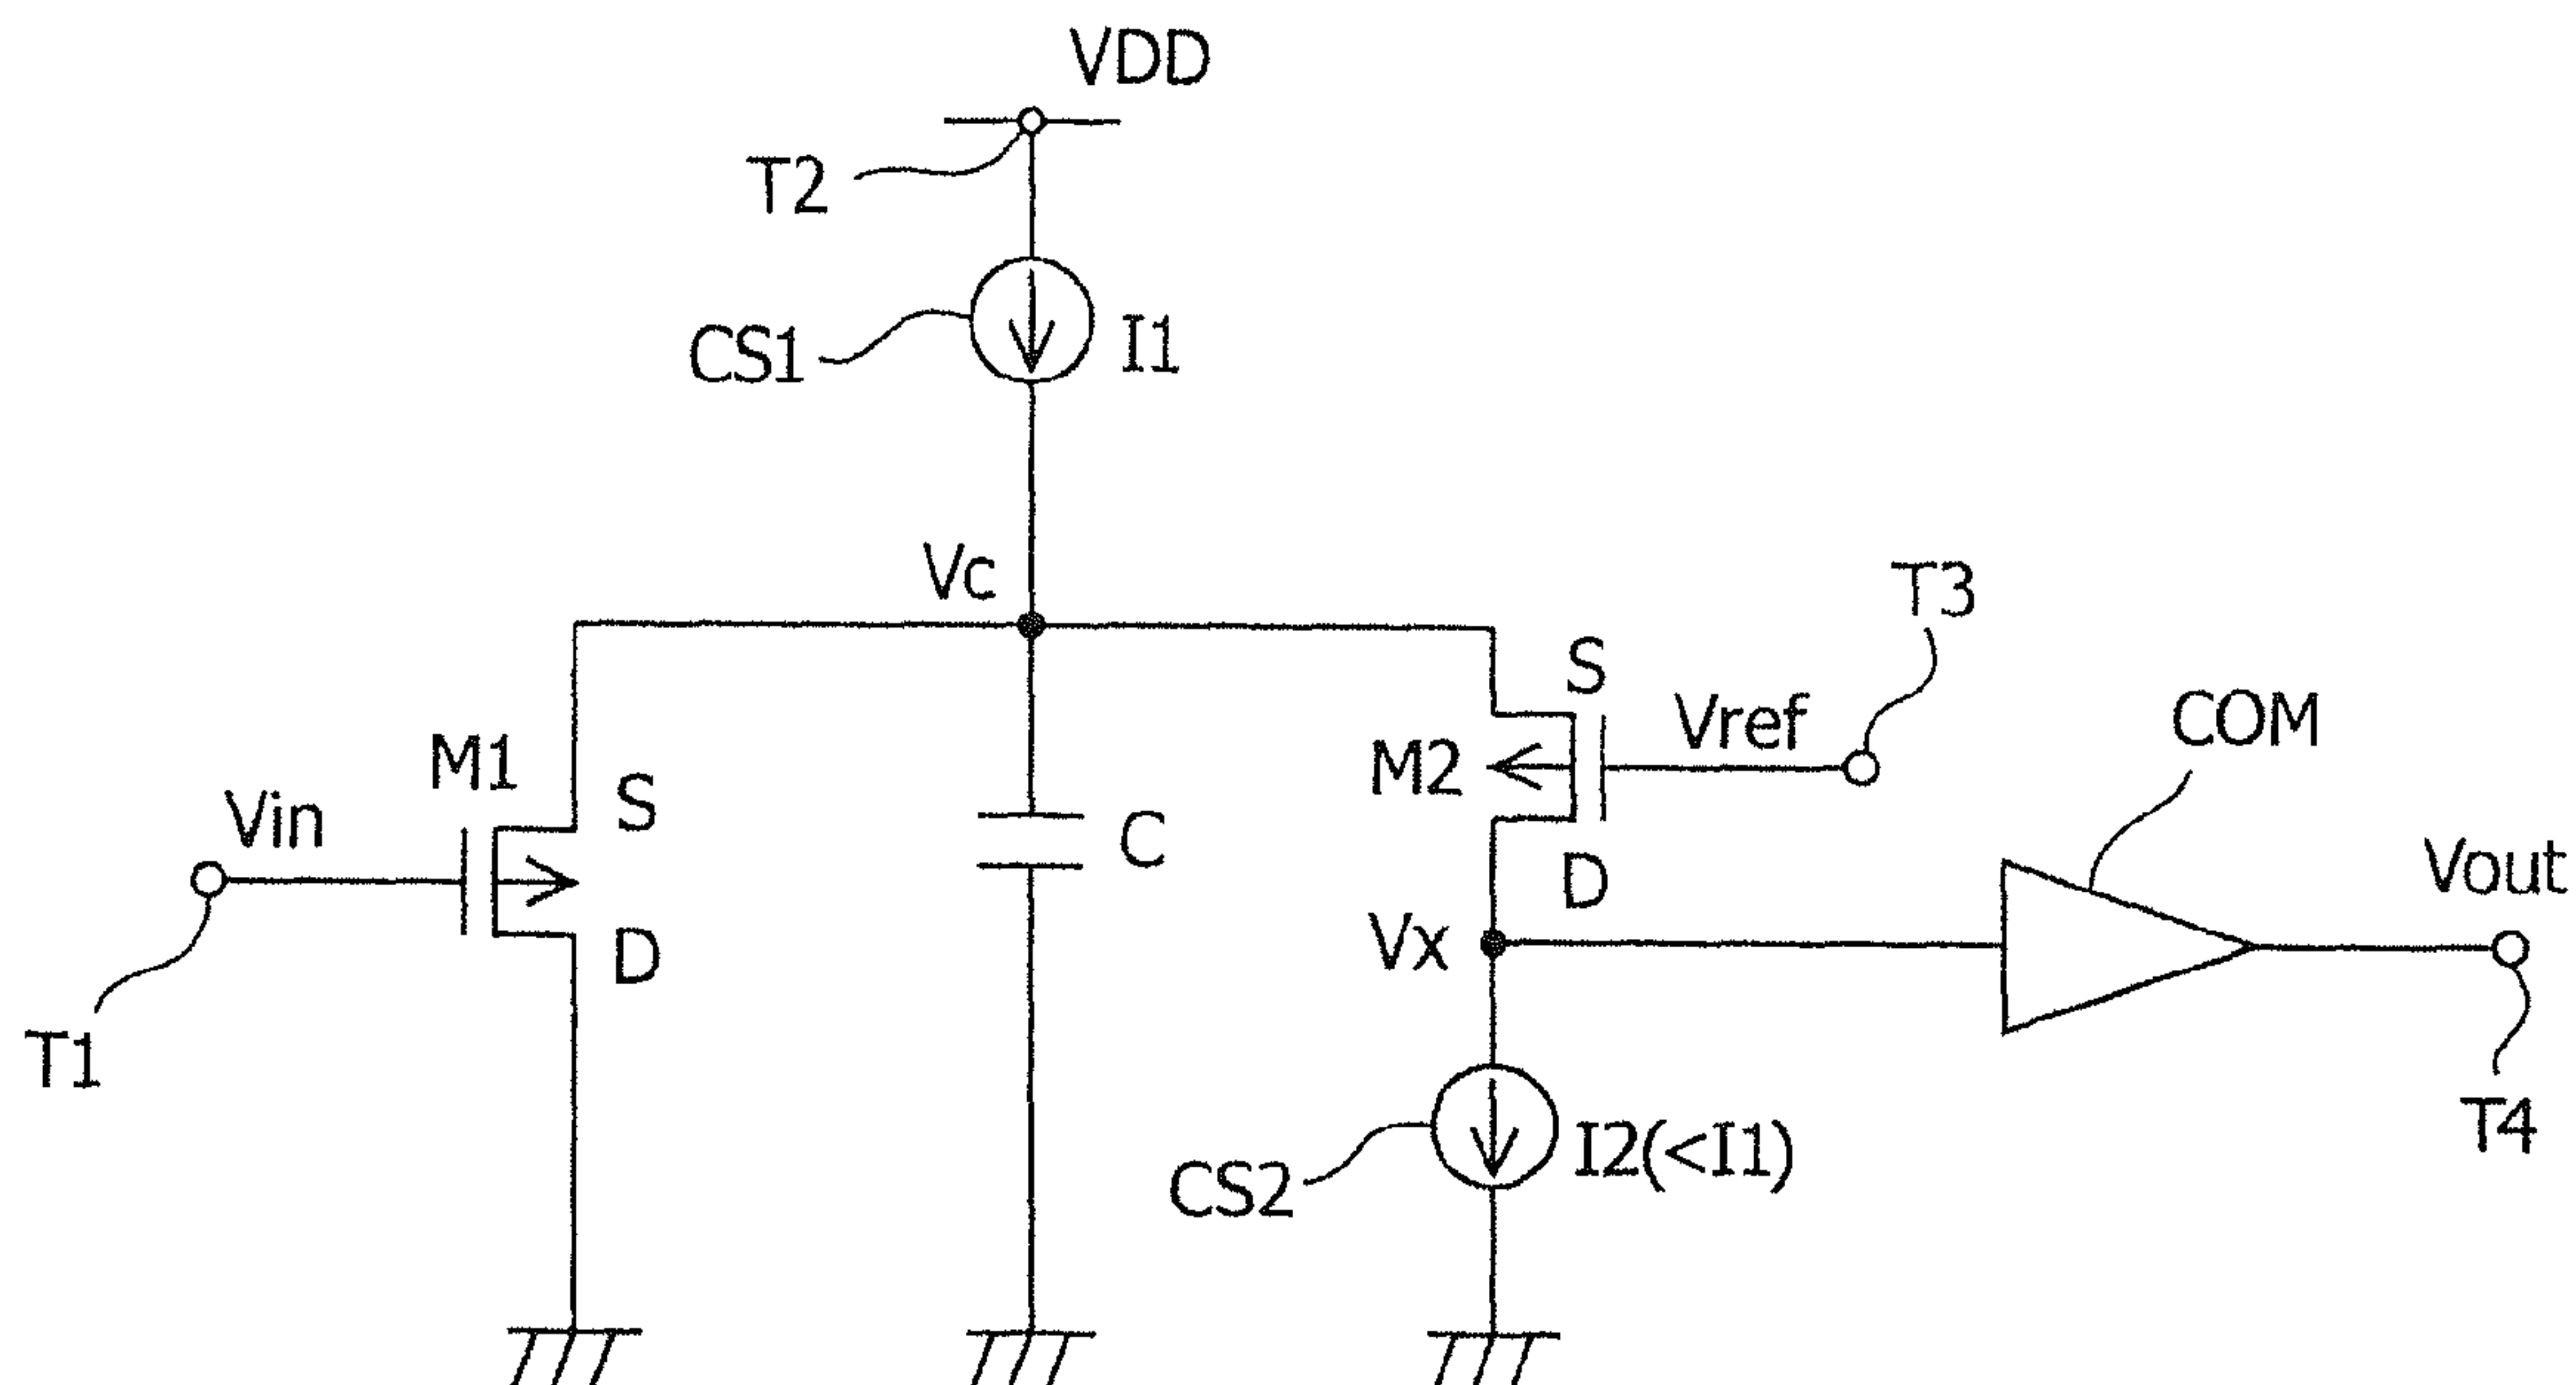 VDD
T2
CS1
I1
Vc
T3
S
Vref
COM
M1
M2
S
Vin
C
D
Vout
D
Vx
T1
CS2
I2(<I1)
T4